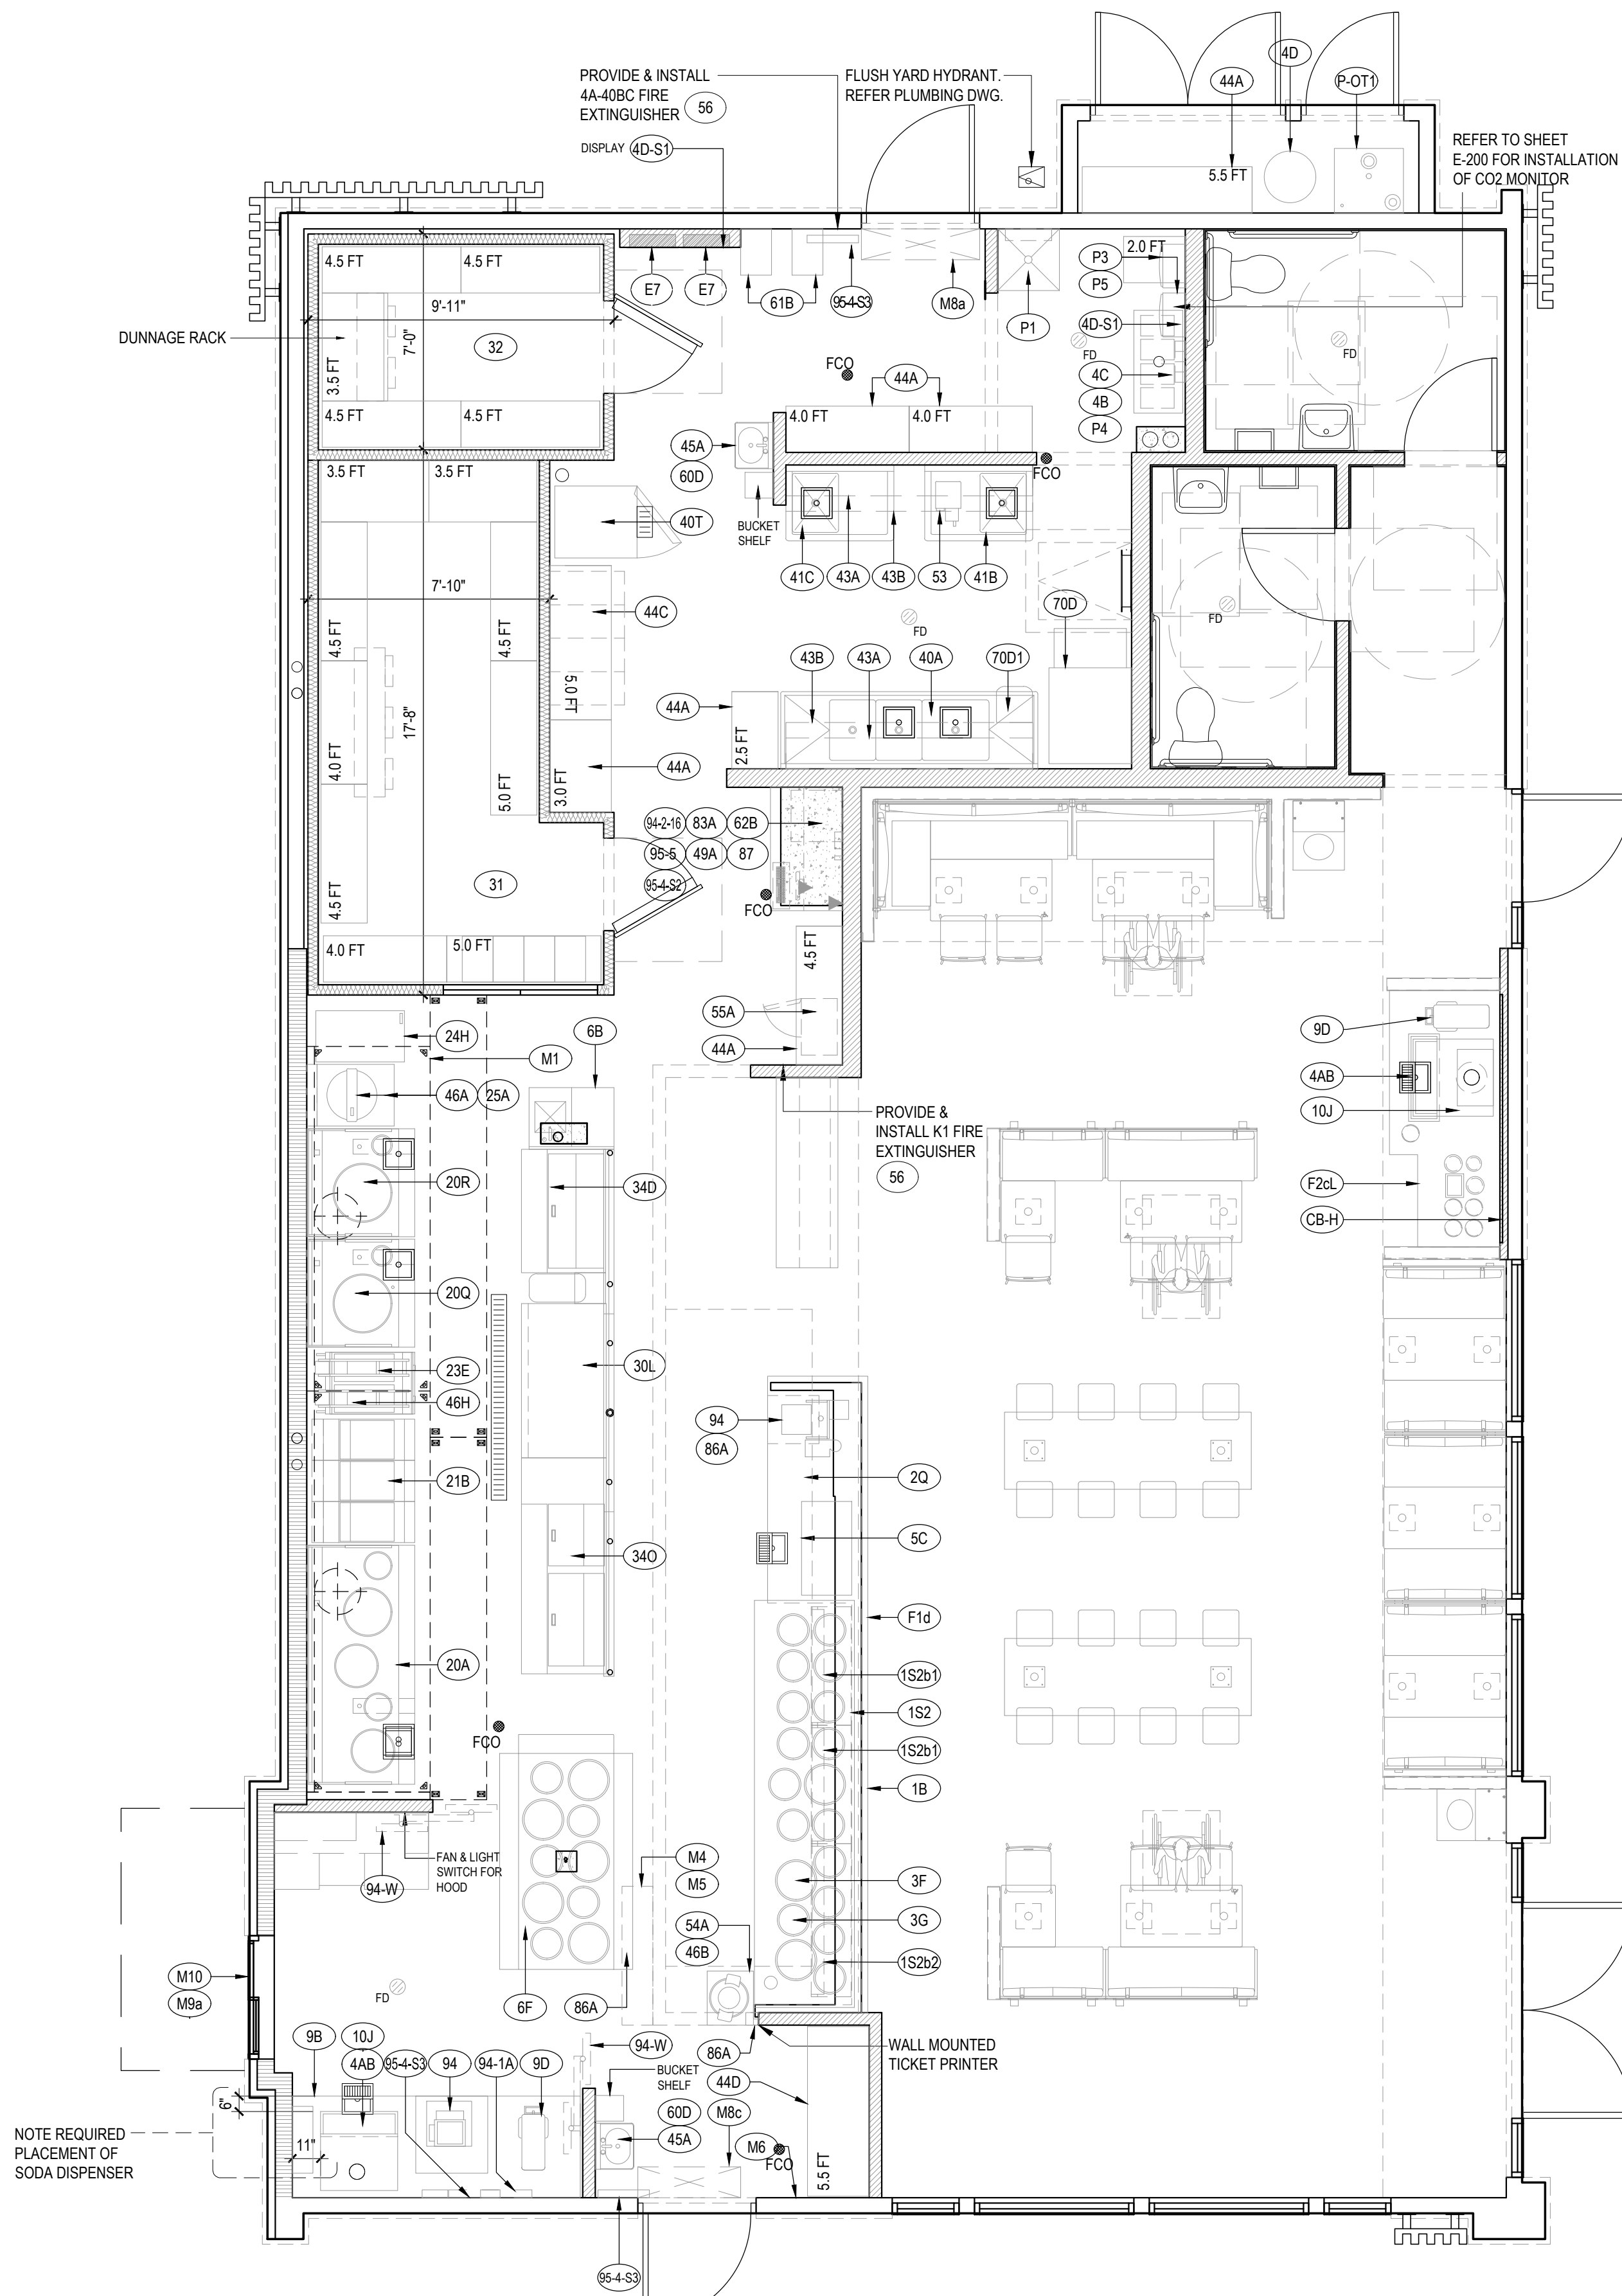 PROVIDE & INSTALL
4A-40BC FIRE
EXTINGUISHER
56
DISPLAY 4D-S1
FLUSH YARD HYDRANT.
REFER PLUMBING DWG.
44A
4D
P-OT1
5.5 FT
REFER TO SHEET
E-200 FOR INSTALLATION
OF CO2 MONITOR
4.5 FT
4.5 FT
9'-11"
7'-0"
32
DUNNAGE RACK
3.5 FT
4.5 FT
4.5 FT
E7
E7
61B
95-4-S3
M8a
P1
2.0 FT
P3
P5
4D-S1
FD
4C
4B
P4
FD
FCO
44A
4.0 FT
4.0 FT
45A
60D
FCO
BUCKET
SHELF
3.5 FT
3.5 FT
40T
41C
43A
43B
53
41B
7'-10"
44C
70D
FD
FD
4.5 FT
4.5 FT
43B
43A
40A
70D1
5.0 FT
44A
2.5 FT
17'-8"
44A
4.0 FT
5.0 FT
3.0 FT
94-2-16
83A
62B
95-5
49A
87
95-4-S2
31
FCO
4.5 FT
4.0 FT
5.0 FT
4.5 FT
55A
44A
24H
M1
6B
46A
25A
PROVIDE &
INSTALL K1 FIRE
EXTINGUISHER
56
9D
4AB
10J
F2cL
CB-H
20R
34D
20Q
23E
30L
46H
94
86A
2Q
21B
5C
34O
F1d
20A
1S2b1
1S2
1S2b1
FCO
1B
FAN & LIGHT
SWITCH FOR
HOOD
94-W
M4
M5
3F
54A
3G
46B
1S2b2
M10
M9a
FD
6F
86A
9B
10J
4AB
95-4-S3
94
94-1A
9D
94-W
86A
WALL MOUNTED
TICKET PRINTER
BUCKET
SHELF
44D
60D
M8c
45A
M6
FCO
5.5 FT
6"
11"
NOTE REQUIRED
PLACEMENT OF
SODA DISPENSER
95-4-S3